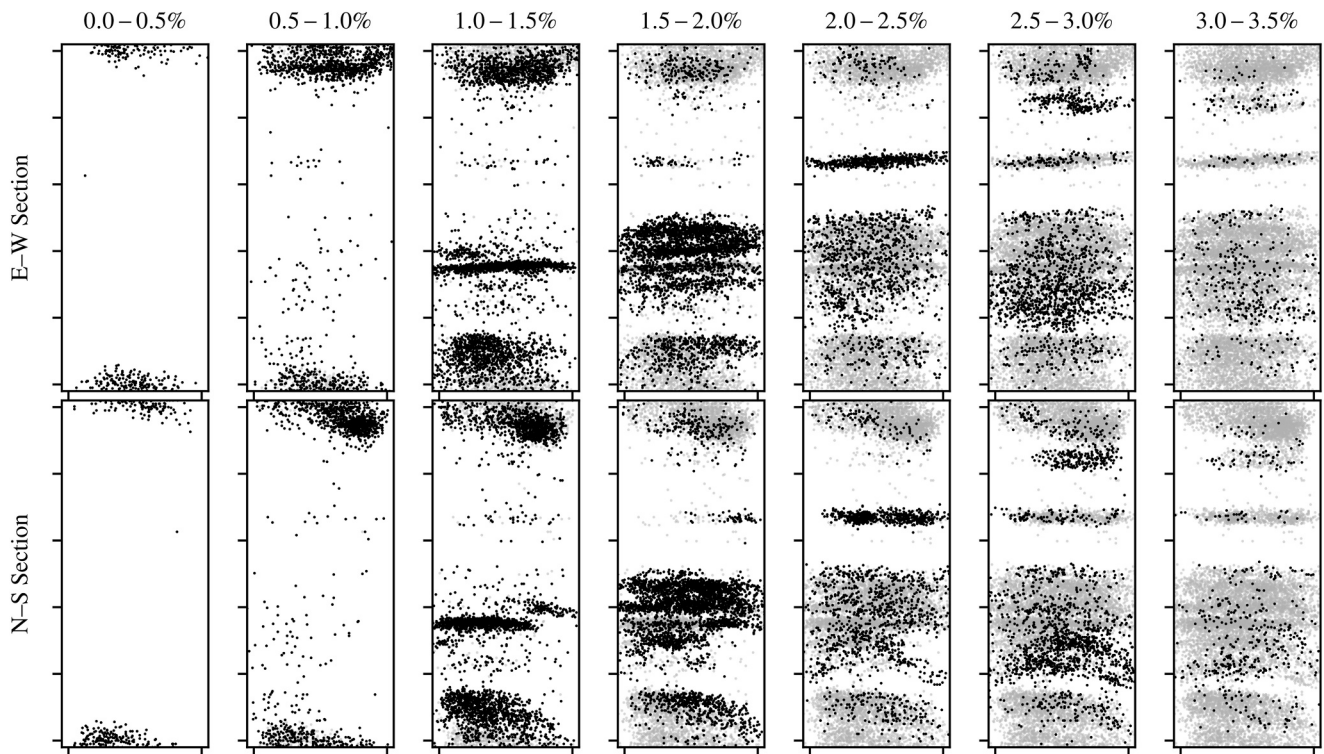 0.0 – 0.5% 0.5 – 1.0% 1.0 – 1.5% 1.5 – 2.0% 2.0 – 2.5% 2.5 – 3.0% 3.0 – 3.5%
E–W Section
N–S Section